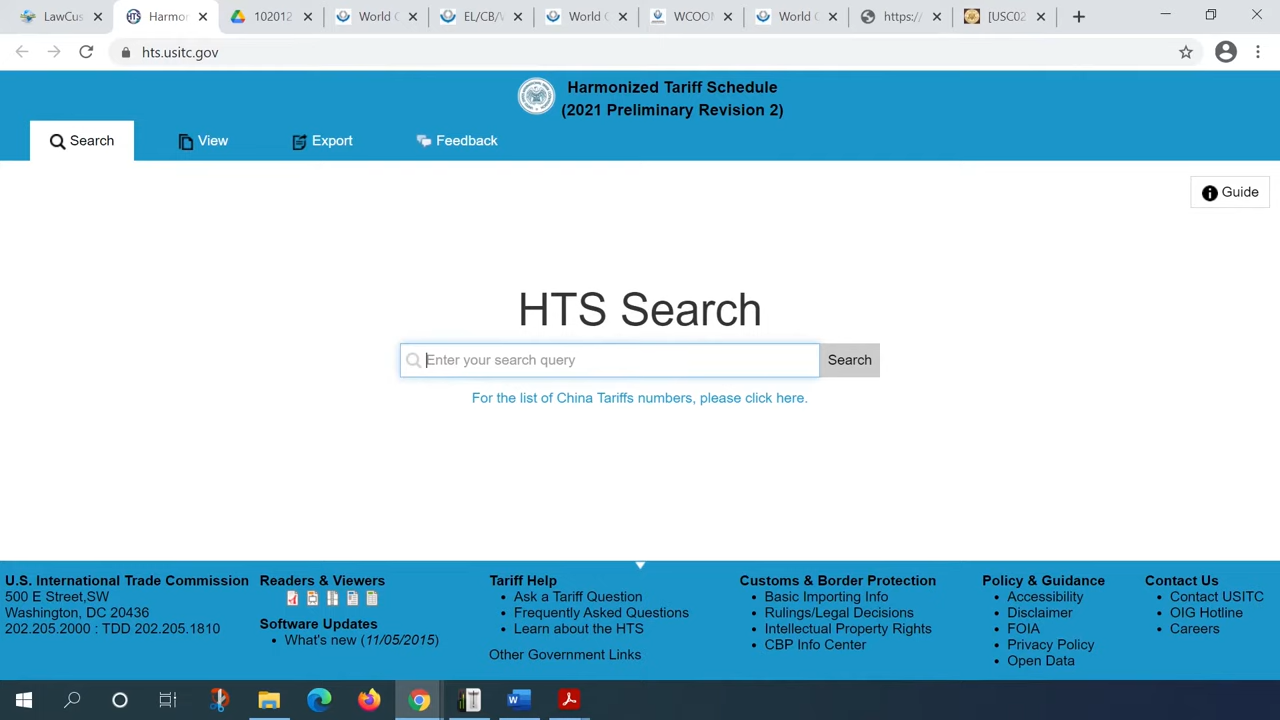 LawCus
Harmon
102012
World C
EL/CB/
World C
WCOOM
World C
https:/
[USC02
hts.usitc.gov
Harmonized Tariff Schedule
(2021 Preliminary Revision 2)
Search
View
Export
Feedback
Guide
HTS Search
Enter your search query
Search
For the list of China Tariffs numbers, please click here.
U.S. International Trade Commission
500 E Street,SW
Washington, DC 20436
202.205.2000 : TDD 202.205.1810
Readers & Viewers
Software Updates
• What's new (11/05/2015)
Tariff Help
• Ask a Tariff Question
• Frequently Asked Questions
• Learn about the HTS
Other Government Links
Customs & Border Protection
• Basic Importing Info
• Rulings/Legal Decisions
• Intellectual Property Rights
• CBP Info Center
Policy & Guidance
• Accessibility
• Disclaimer
• FOIA
• Privacy Policy
• Open Data
Contact Us
• Contact USITC
• OIG Hotline
• Careers